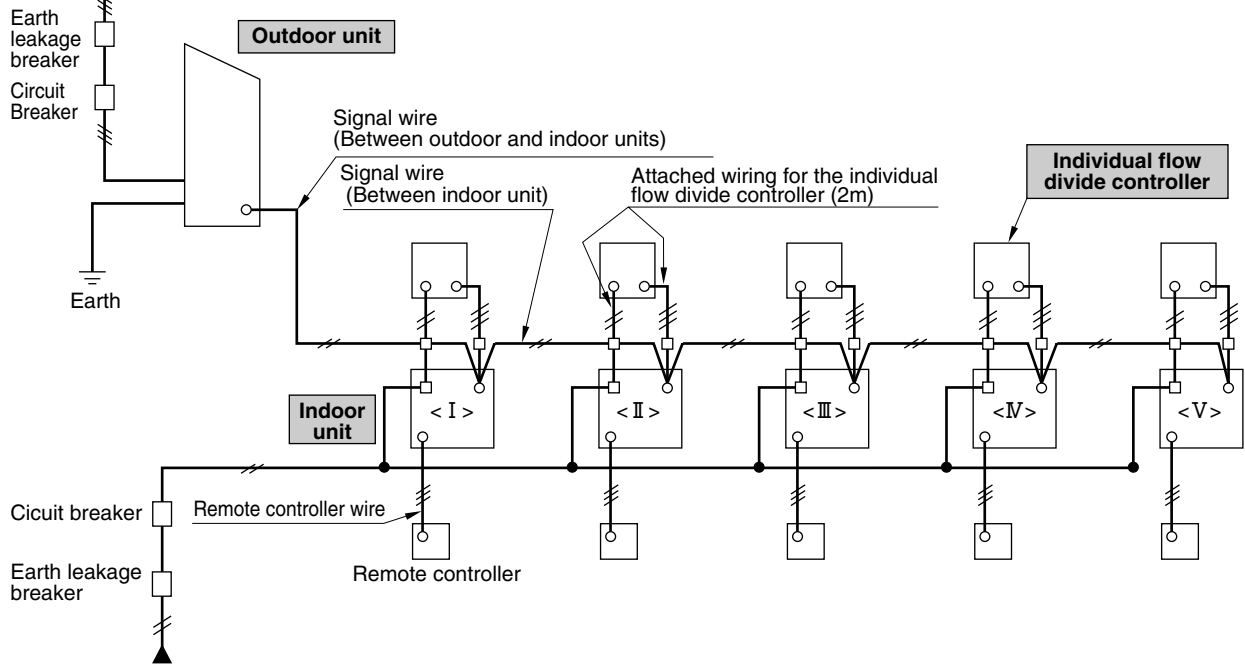 Earth
leakage
breaker
Outdoor unit
Circuit
Breaker
Signal wire
(Between outdoor and indoor units)
Signal wire
(Between indoor unit)
Attached wiring for the individual
flow divide controller (2m)
Individual flow
divide controller
Earth
Indoor
unit
<Ⅰ>
<Ⅱ>
<Ⅲ>
<Ⅳ>
<Ⅴ>
Cicuit breaker
Remote controller wire
Earth leakage
breaker
Remote controller